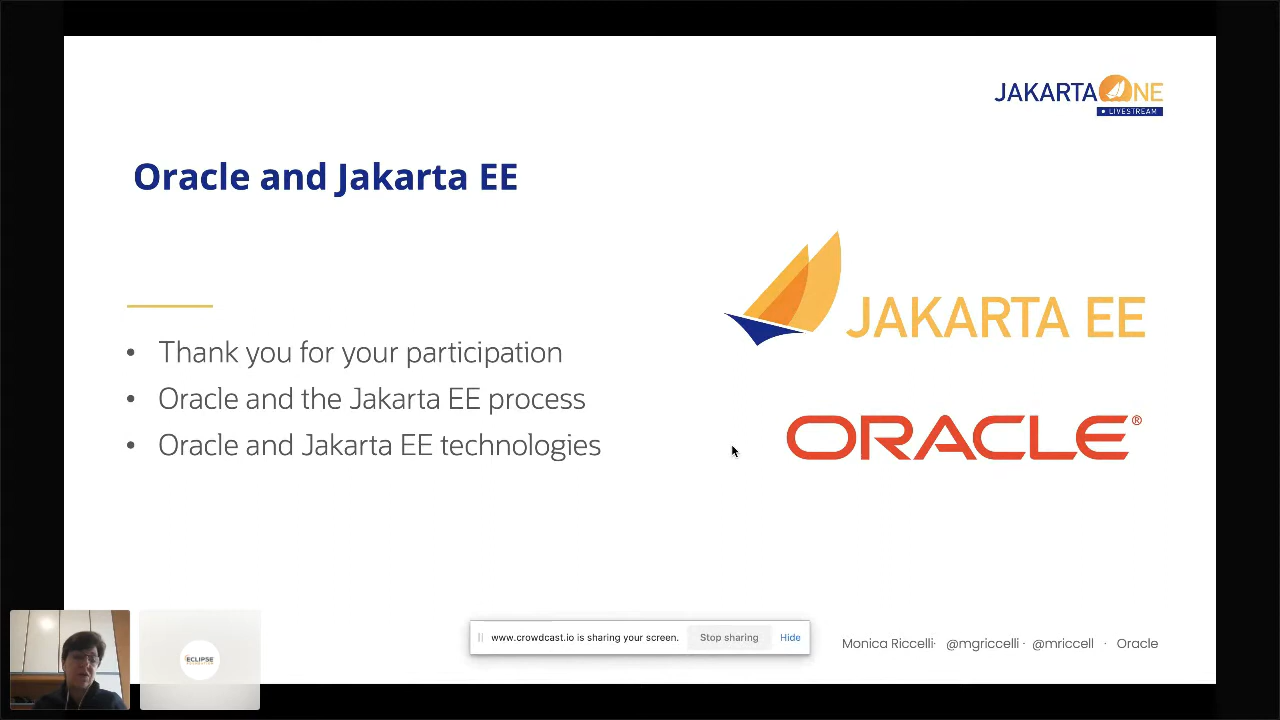 JAKARTA ONE
• LIVESTREAM
Oracle and Jakarta EE
• Thank you for your participation
• Oracle and the Jakarta EE process
• Oracle and Jakarta EE technologies
JAKARTA EE
ORACLE®
www.crowdcast.io is sharing your screen. Stop sharing Hide
Monica Riccelli· @mgriccelli · @mriccell · Oracle
ECLIPSE